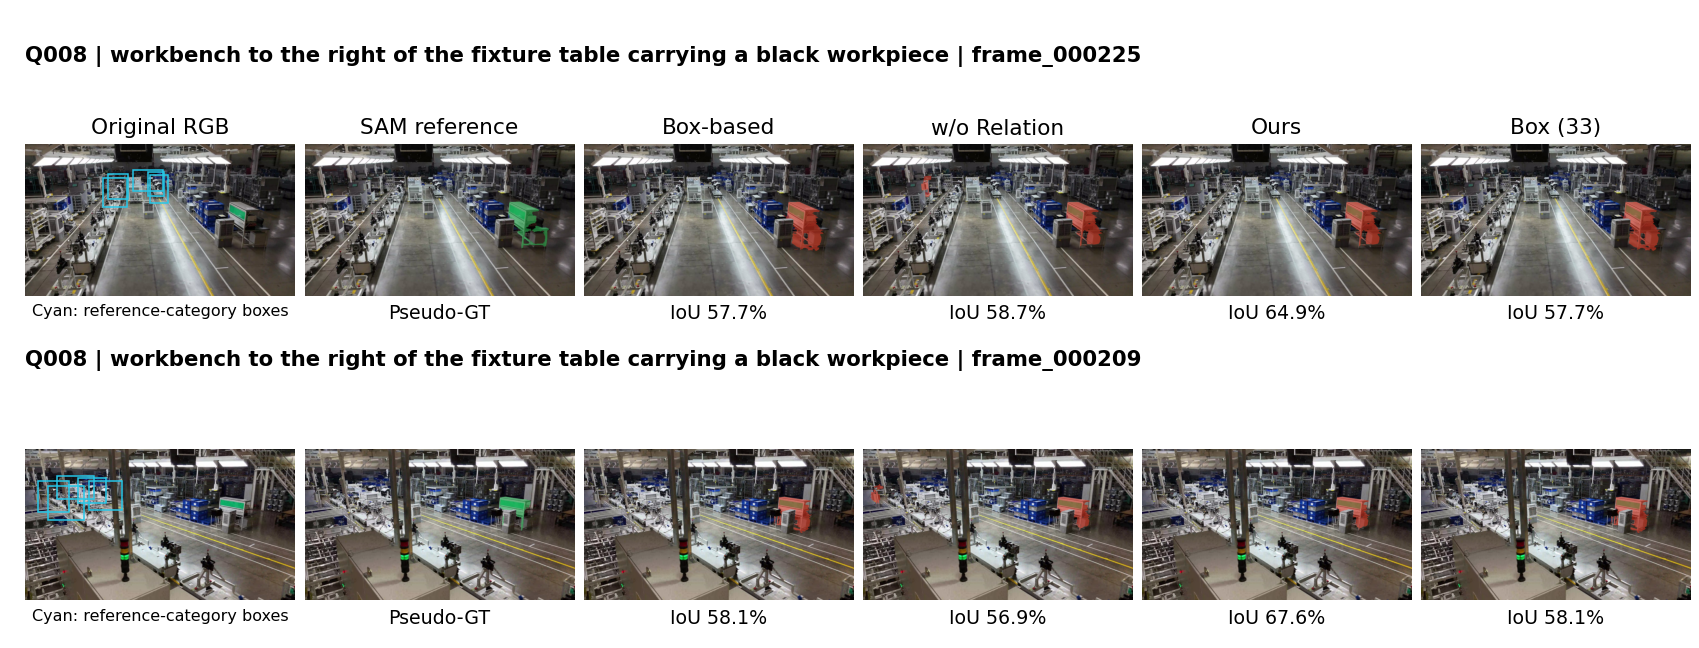 Q008 | workbench to the right of the fixture table carrying a black workpiece | frame_000225
Original RGB SAM reference Box-based w/o Relation Ours Box (33)
Cyan: reference-category boxes Pseudo-GT IoU 57.7% IoU 58.7% IoU 64.9% IoU 57.7%
Q008 | workbench to the right of the fixture table carrying a black workpiece | frame_000209
Cyan: reference-category boxes Pseudo-GT IoU 58.1% IoU 56.9% IoU 67.6% IoU 58.1%